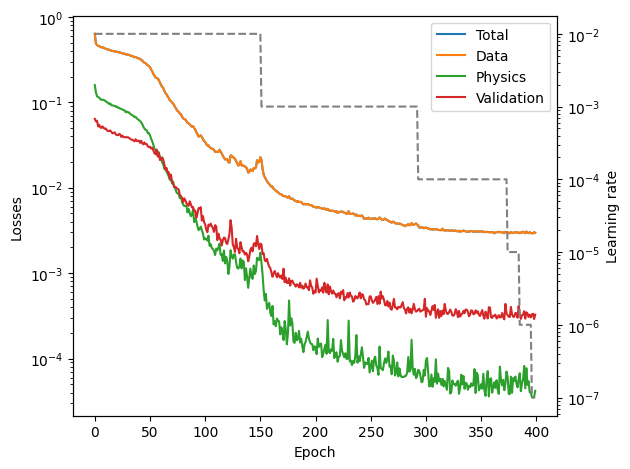 Total
Data
Physics
Validation
10⁰
10⁻¹
10⁻²
10⁻³
10⁻⁴
Losses
10⁻²
10⁻³
10⁻⁴
10⁻⁵
10⁻⁶
10⁻⁷
Learning rate
0 50 100 150 200 250 300 350 400
Epoch